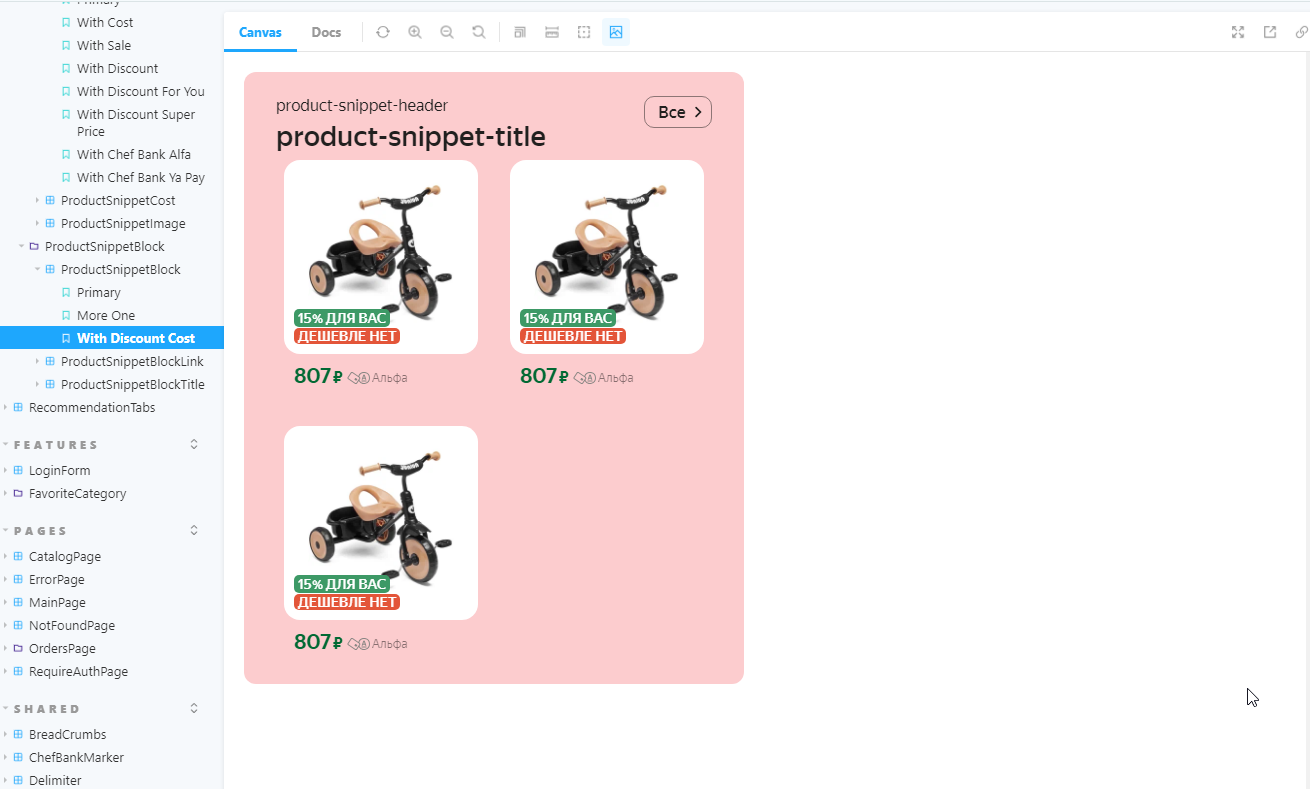 Primary
With Cost
With Sale
With Discount
With Discount For You
With Discount Super
Price
With Chef Bank Alfa
With Chef Bank Ya Pay
ProductSnippetCost
ProductSnippetImage
ProductSnippetBlock
ProductSnippetBlock
Primary
More One
With Discount Cost
ProductSnippetBlockLink
ProductSnippetBlockTitle
RecommendationTabs
FEATURES
LoginForm
FavoriteCategory
PAGES
CatalogPage
ErrorPage
MainPage
NotFoundPage
OrdersPage
RequireAuthPage
SHARED
BreadCrumbs
ChefBankMarker
Delimiter
Canvas Docs
product-snippet-header
Все
product-snippet-title
15% ДЛЯ ВАС
ДЕШЕВЛЕ НЕТ
807 ₽ Альфа
15% ДЛЯ ВАС
ДЕШЕВЛЕ НЕТ
807 ₽ Альфа
15% ДЛЯ ВАС
ДЕШЕВЛЕ НЕТ
807 ₽ Альфа